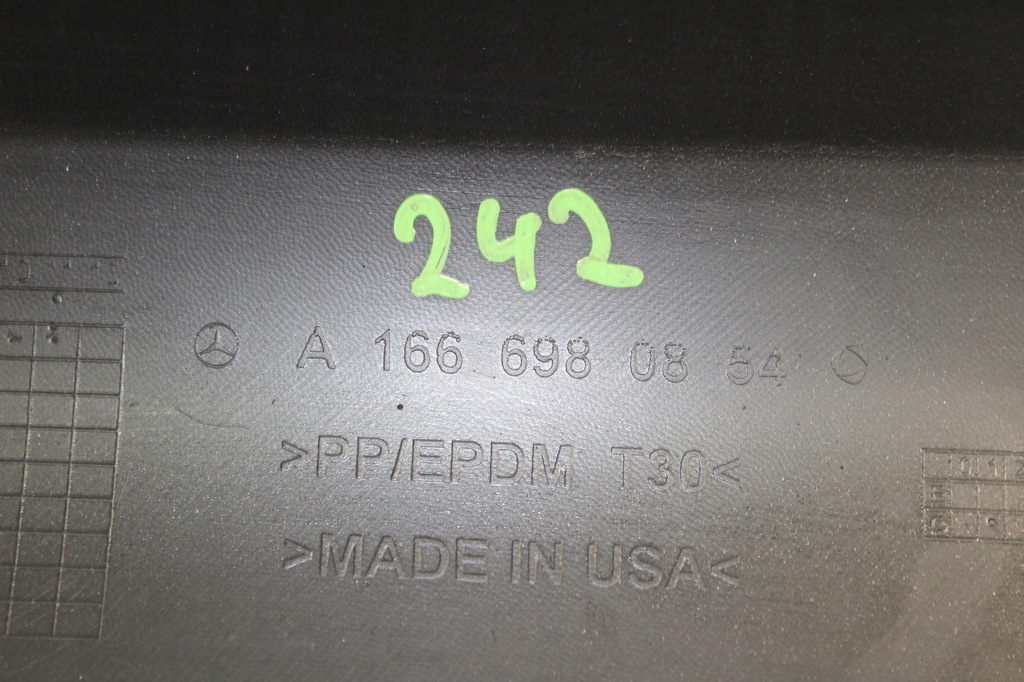 242
A 166 698 08 54
>PP/EPDM T30<
>MADE IN USA<